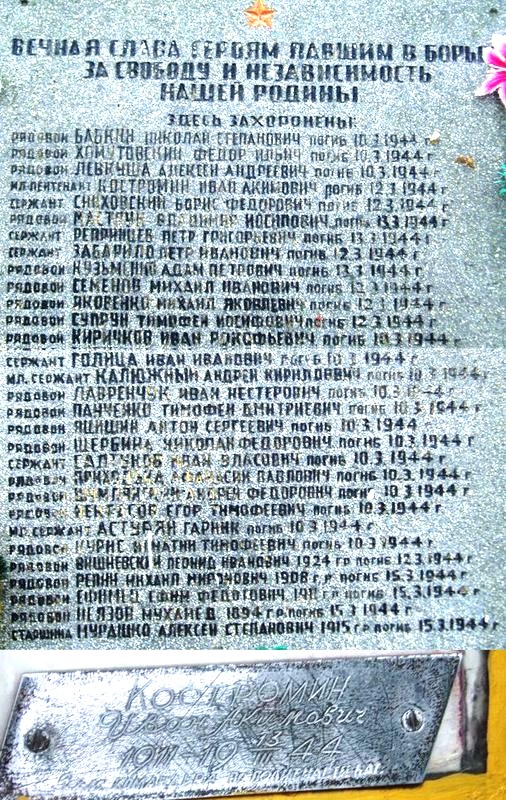 ВЕЧНАЯ СЛАВА ГЕРОЯМ ПАВШИМ В БОРЬБ
ЗА СВОБОДУ И НЕЗАВИСИМОСТЬ
НАШЕЙ РОДИНЫ
ЗДЕСЬ ЗАХОРОНЕНЫ:
РЯДОВОЙ БАБКИН НИКОЛАЙ СТЕПАНОВИЧ ПОГИБ 10.3.1944 г.
РЯДОВОЙ ХОМУТОВСКИЙ ФЕДОР ИЛЬИЧ ПОГИБ 10.3.1944 г.
РЯДОВОЙ ЛЕВКУША АЛЕКСЕЙ АНДРЕЕВИЧ ПОГИБ 10.3.1944 г.
МЛ.ЛЕЙТЕНАНТ КОСТРОМИН ИВАН АКИМОВИЧ ПОГИБ 12.3.1944 г.
СЕРЖАНТ СНЕХОВСКИЙ БОРИС ФЕДОРОВИЧ ПОГИБ 12.3.1944 г.
РЯДОВОЙ ВЛАДИМИР ИОСИПОВИЧ ПОГИБ 13.3.1944 г
СЕРЖАНТ РЕПРИНЦЕВ ПЕТР ГРИГОРЬЕВИЧ ПОГИБ 13.3.1944 г
СЕРЖАНТ ЗАБАРИЛО ПЕТР ИВАНОВИЧ ПОГИБ 12.3.1944 г
РЯДОВОЙ КУЗЬМЕНКО АДАМ ПЕТРОВИЧ ПОГИБ 13.3.1944 г
РЯДОВОЙ СЕМЕНОВ МИХАИЛ ИВАНОВИЧ ПОГИБ 12.3.1944 г
РЯДОВОЙ ЯКОВЕНКО МИХАИЛ ЯКОВЛЕВИЧ ПОГИБ 12.3.1944 г
РЯДОВОЙ СУПРУН ТИМОФЕЙ ИОСИФОВИЧ ПОГИБ 12.3.1944 г
РЯДОВОЙ КИРИЧКОВ ИВАН ПОГИБ 10.3.1944 г
СЕРЖАНТ ГОЛИЦА ИВАН ИВАНОВИЧ ПОГИБ 10.3.1944 г
МЛ. СЕРЖАНТ КАЛЮЖНЫЙ АНДРЕЙ КИРИЛОВИЧ ПОГИБ 10.3.1944 г
РЯДОВОЙ ЛАВРЕНЧУК ИВАН НЕСТЕРОВИЧ ПОГИБ 10.3. г
РЯДОВОЙ ПАНЧЕНКО ТИМОФЕЙ ДМИТРИЕВИЧ ПОГИБ 10.3.1944 г
РЯДОВОЙ ЯЦИШИН АНТОН СЕРГЕЕВИЧ ПОГИБ 10.3.1944
РЯДОВОЙ ЩЕРБИНА НИКОЛАЙ ФЕДОРОВИЧ ПОГИБ 10.3.1944 г
СЕРЖАНТ САЛТУКОВ ИВАН ВЛАСОВИЧ ПОГИБ 10.3.1944 г
РЯДОВОЙ ПРИХОДЬКО АФАНАСИЙ ПАВЛОВИЧ ПОГИБ 10.3.1944 г
РЯДОВОЙ АНДРЕЙ ФЕДОРОВИЧ ПОГИБ 10.3.1944 г
РЯДОВОЙ ЕГОР ТИМОФЕЕВИЧ ПОГИБ 10.3.1944 г
МЛ. СЕРЖАНТ АСТУРЯН ГАРНИК ПОГИБ 10.3.1944 г
РЯДОВОЙ КУРИС ИГНАТИЙ ТИМОФЕЕВИЧ ПОГИБ 10.3.1944 г
РЯДОВОЙ ВИШНЕВСКИЙ ЛЕОНИД ИВАНОВИЧ 1924 г.р ПОГИБ 12.3.1944 г
РЯДОВОЙ РЕПИН МИХАИЛ МИРОНОВИЧ 1908 г.р. ПОГИБ 15.3.1944 г
РЯДОВОЙ ЕФИМ ФЕДОТОВИЧ 1911 г.р. ПОГИБ 15.3.1944 г
РЯДОВОЙ НЕЯЗОВ МУХАМЕД 1894 г.р. ПОГИБ 15.3.1944 г
СТАРШИНА МУРАШКО АЛЕКСЕЙ СТЕПАНОВИЧ 1915 г.р ПОГИБ 15.3.1944 г
КОСТРОМИН
Акимович
1911-19 13/III 44